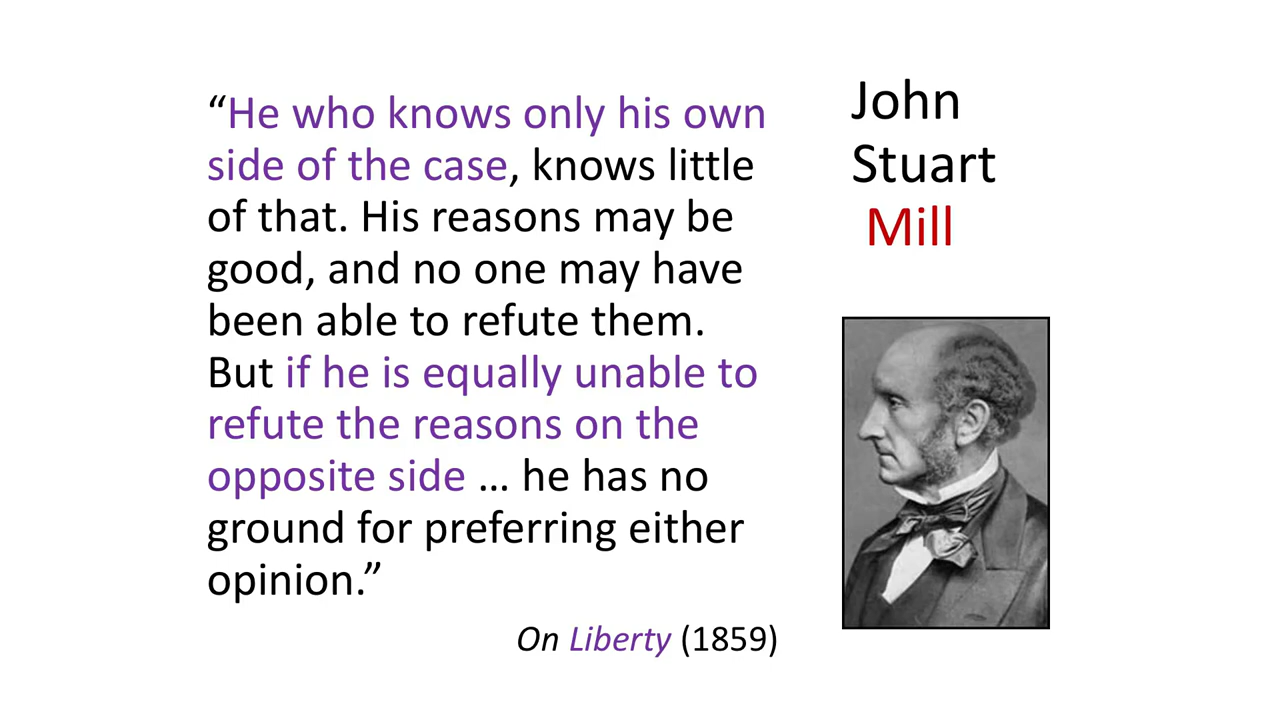 “He who knows only his own
side of the case, knows little
of that. His reasons may be
good, and no one may have
been able to refute them.
But if he is equally unable to
refute the reasons on the
opposite side … he has no
ground for preferring either
opinion.”
On Liberty (1859)
John
Stuart
Mill